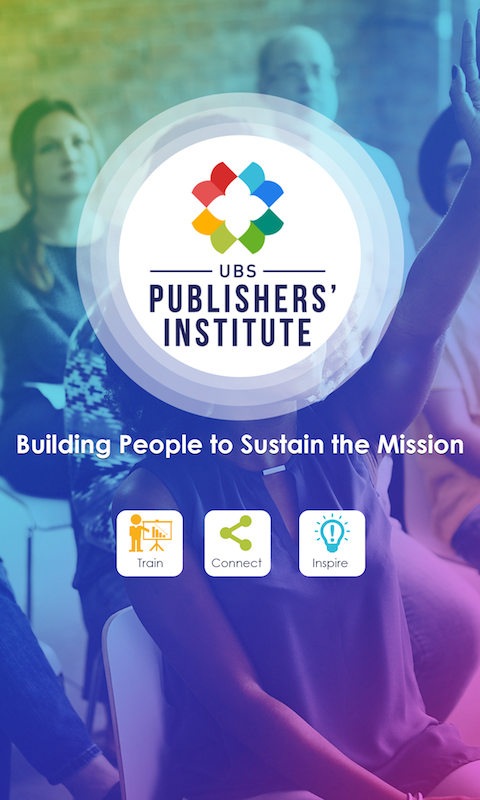 UBS
PUBLISHERS’
INSTITUTE
Building People to Sustain the Mission
Train
Connect
Inspire